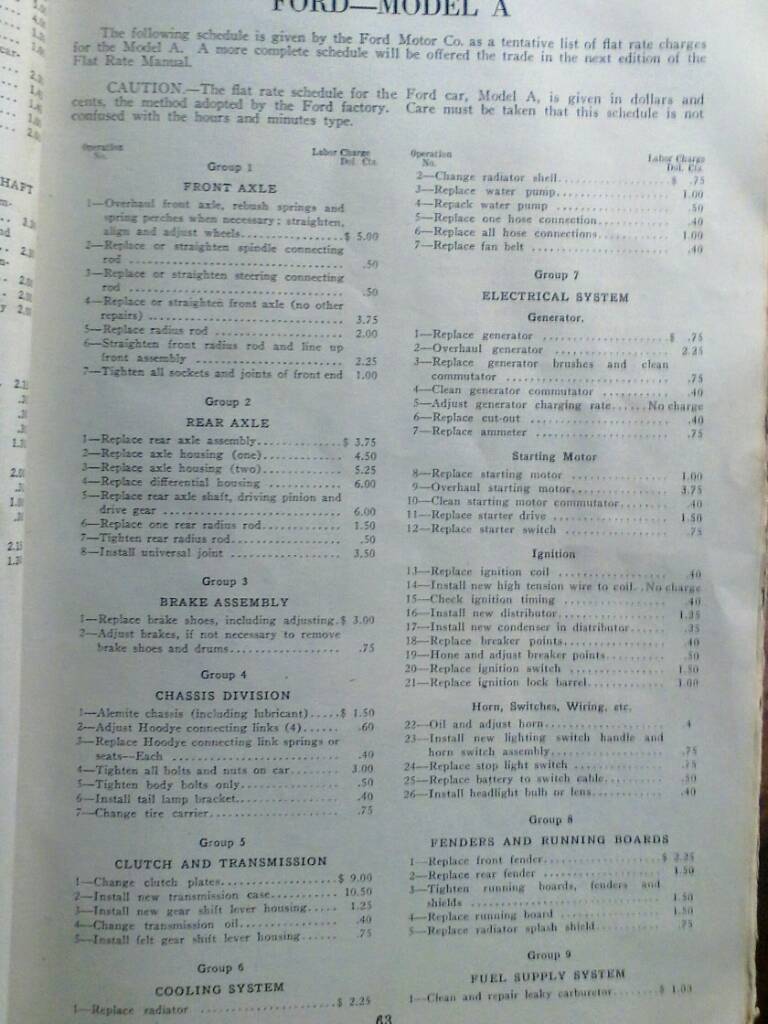 FORD—MODEL A
The following schedule is given by the Ford Motor Co. as a tentative list of flat rate charges
for the Model A. A more complete schedule will be offered the trade in the next edition of the
Flat Rate Manual.
CAUTION.—The flat rate schedule for the Ford car, Model A, is given in dollars and
cents, the method adopted by the Ford factory. Care must be taken that this schedule is not
confused with the hours and minutes type.
Operation Labor Charge
No. Dol. Cts.
Group 1
FRONT AXLE
1—Overhaul front axle, rebush springs and
spring perches when necessary; straighten,
align and adjust wheels..................$ 5.00
2—Replace or straighten spindle connecting
rod .................................... .50
3—Replace or straighten steering connecting
rod .................................... .50
4—Replace or straighten front axle (no other
repairs) ................................ 3.75
5—Replace radius rod ..................... 2.00
6—Straighten front radius rod and line up
front assembly .......................... 2.25
7—Tighten all sockets and joints of front end 1.00
Group 2
REAR AXLE
1—Replace rear axle assembly..............$ 3.75
2—Replace axle housing (one).............. 4.50
3—Replace axle housing (two).............. 5.25
4—Replace differential housing ........... 6.00
5—Replace rear axle shaft, driving pinion and
drive gear .............................. 6.00
6—Replace one rear radius rod............. 1.50
7—Tighten rear radius rod................. .50
8—Install universal joint ................ 3.50
Group 3
BRAKE ASSEMBLY
1—Replace brake shoes, including adjusting.$ 3.00
2—Adjust brakes, if not necessary to remove
brake shoes and drums.................... .75
Group 4
CHASSIS DIVISION
1—Alemite chassis (including lubricant).....$ 1.50
2—Adjust Hoodye connecting links (4)...... .60
3—Replace Hoodye connecting link springs or
seats—Each .............................. .40
4—Tighten all bolts and nuts on car....... 3.00
5—Tighten body bolts only................. .50
6—Install tail lamp bracket............... .40
7—Change tire carrier..................... .75
Group 5
CLUTCH AND TRANSMISSION
1—Change clutch plates....................$ 9.00
2—Install new transmission case........... 10.50
3—Install new gear shift lever housing..... 1.25
4—Change transmission oil................. .40
5—Install felt gear shift lever housing.... .75
Group 6
COOLING SYSTEM
1—Replace radiator .......................$ 2.25
Operation Labor Charge
No. Dol. Cts.
2—Change radiator shell...................$ .75
3—Replace water pump...................... 1.00
4—Repack water pump ...................... .50
5—Replace one hose connection............. .40
6—Replace all hose connections............ 1.00
7—Replace fan belt ....................... .40
Group 7
ELECTRICAL SYSTEM
Generator.
1—Replace generator ......................$ .75
2—Overhaul generator ..................... 2.25
3—Replace generator brushes and clean
commutator .............................. .75
4—Clean generator commutator ............. .40
5—Adjust generator charging rate......No charge
6—Replace cut-out ........................ .40
7—Replace ammeter ........................ .75
Starting Motor
8—Replace starting motor ................. 1.00
9—Overhaul starting motor................. 3.75
10—Clean starting motor commutator........ .40
11—Replace starter drive ................. 1.50
12—Replace starter switch ................ .75
Ignition
13—Replace ignition coil ................. .40
14—Install new high tension wire to coil..No charge
15—Check ignition timing ................. .40
16—Install new distributor................ 1.25
17—Install new condenser in distributor... .35
18—Replace breaker points................. .40
19—Hone and adjust breaker points......... .50
20—Replace ignition switch ............... 1.50
21—Replace ignition lock barrel........... 1.00
Horn, Switches, Wiring, etc.
22—Oil and adjust horn.................... .4
23—Install new lighting switch handle and
horn switch assembly..................... .75
24—Replace stop light switch ............. .75
25—Replace battery to switch cable........ .50
26—Install headlight bulb or lens......... .40
Group 8
FENDERS AND RUNNING BOARDS
1—Replace front fender....................$ 2.25
2—Replace rear fender .................... 1.50
3—Tighten running boards, fenders and
shields ................................. 1.50
4—Replace running board .................. 1.50
5—Replace radiator splash shield.......... .75
Group 9
FUEL SUPPLY SYSTEM
1—Clean and repair leaky carburetor.......$ 1.00
63